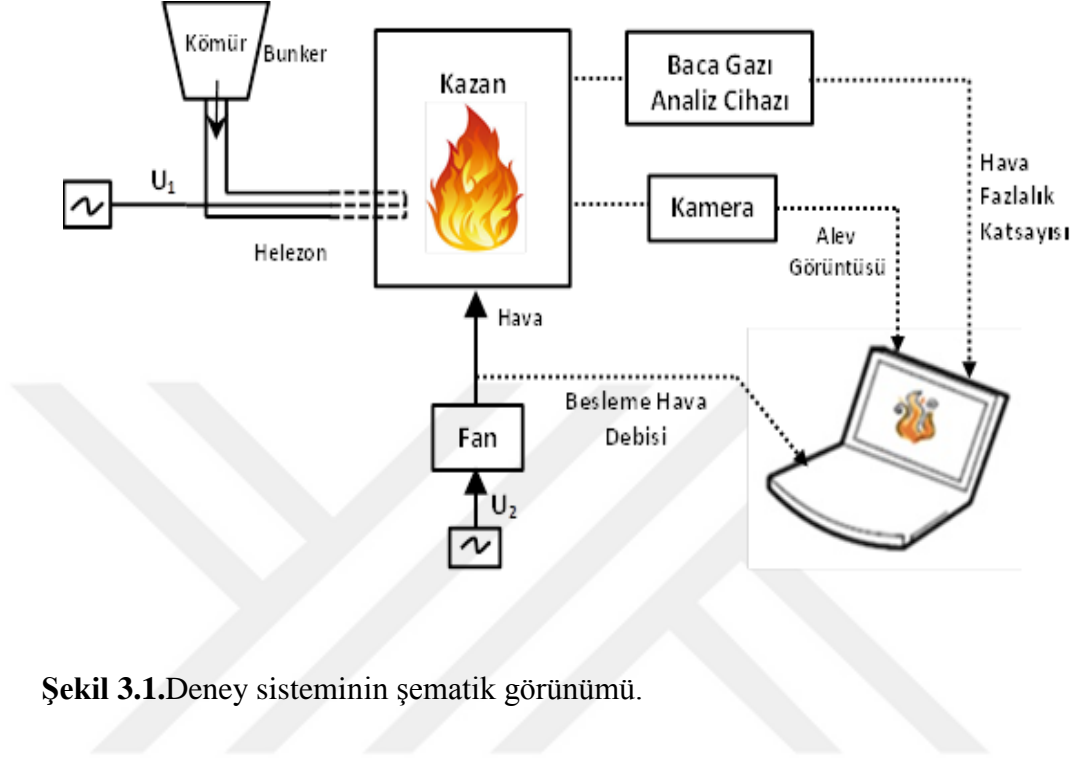 Kömür
Bunker
U₁
Helezon
Kazan
Baca Gazı
Analiz Cihazı
Kamera
Hava
Fazlalık
Katsayısı
Alev
Görüntüsü
Hava
Besleme Hava
Debisi
Fan
U₂
Şekil 3.1.Deney sisteminin şematik görünümü.